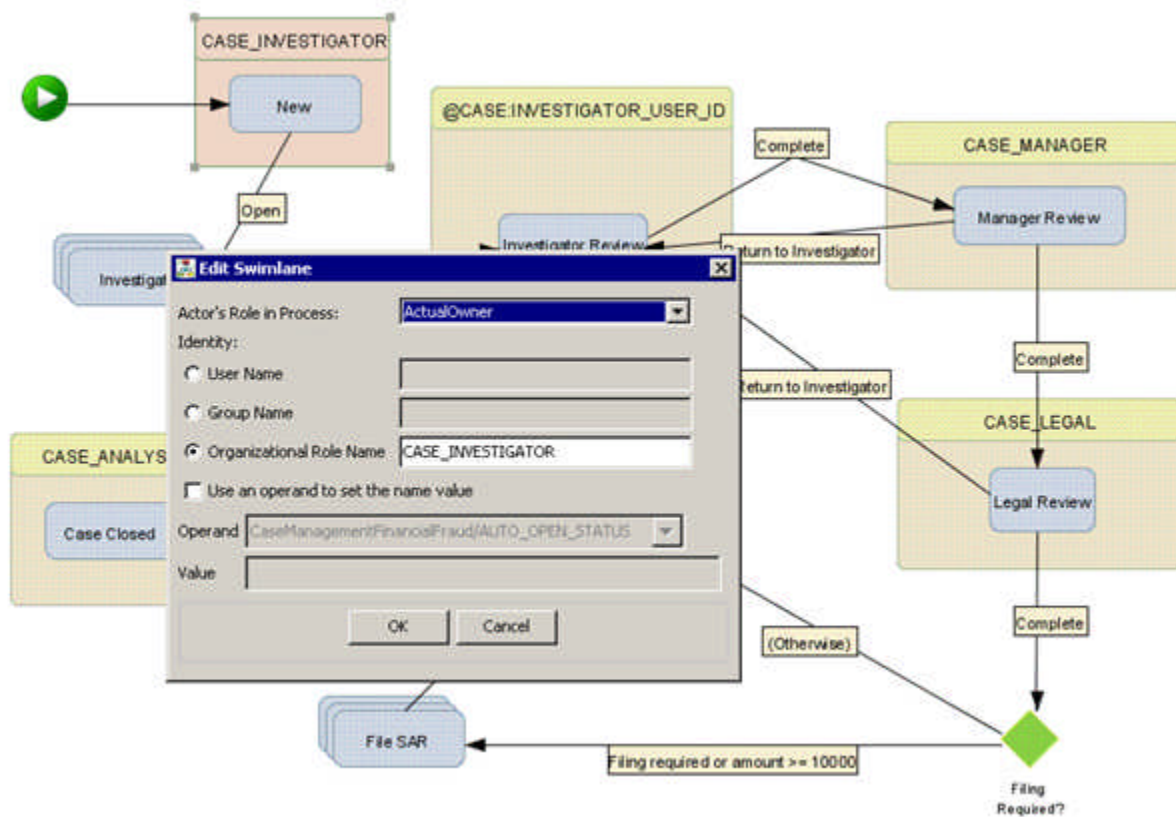 CASE_INVESTIGATOR
New
@CASE:INVESTIGATOR_USER_ID
Complete
CASE_MANAGER
Manager Review
Open
Investigator Review
Return to Investigator
Edit Swimlane
Actor's Role in Process:
ActualOwner
Identity:
User Name
Group Name
Organizational Role Name
CASE_INVESTIGATOR
Use an operand to set the name value
Operand
CaseManagementFinancialFraud/AUTO_OPEN_STATUS
Value
OK
Cancel
Complete
Return to Investigator
CASE_LEGAL
Legal Review
CASE_ANALYS
Case Closed
Complete
(Otherwise)
File SAR
Filing required or amount >= 10000
Filing
Required?